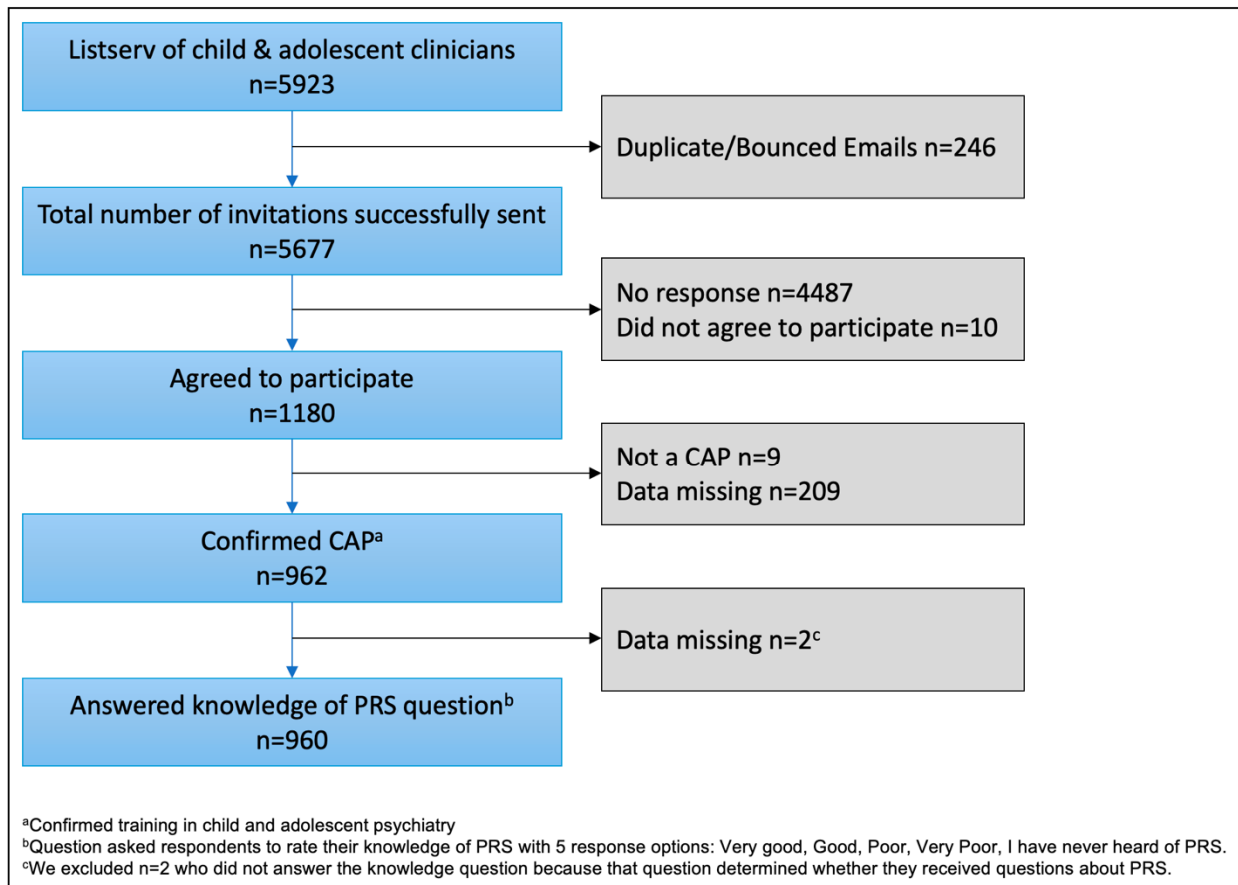 Listserv of child & adolescent clinicians
n=5923
Duplicate/Bounced Emails n=246
Total number of invitations successfully sent
n=5677
No response n=4487
Did not agree to participate n=10
Agreed to participate
n=1180
Not a CAP n=9
Data missing n=209
Confirmed CAPᵃ
n=962
Data missing n=2ᶜ
Answered knowledge of PRS questionᵇ
n=960
ᵃConfirmed training in child and adolescent psychiatry
ᵇQuestion asked respondents to rate their knowledge of PRS with 5 response options: Very good, Good, Poor, Very Poor, I have never heard of PRS.
ᶜWe excluded n=2 who did not answer the knowledge question because that question determined whether they received questions about PRS.